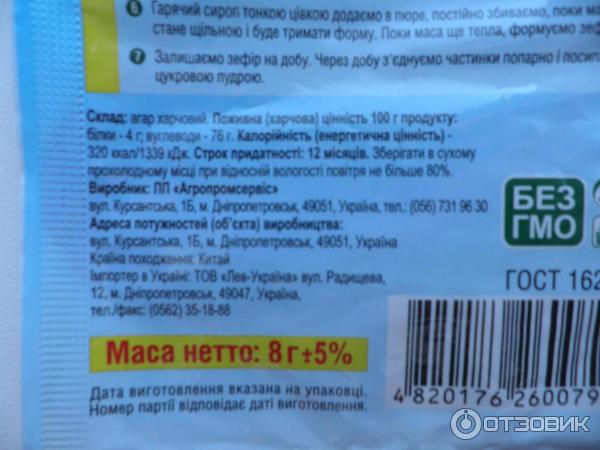 6 Гарячий сироп тонкою цівкою додаємо в пюре, постійно збиваємо, поки ма
стане щільною і буде тримати форму. Поки маса ще тепла, формуємо зеф
7 Залишаємо зефір на добу. Через добу з'єднуємо частинки попарно і посип
цукровою пудрою.
Склад: агар харчовий. Поживна (харчова) цінність 100 г продукту:
білки - 4 г; вуглеводи - 76 г. Калорійність (енергетична цінність) -
320 ккал/1339 кДж. Строк придатності: 12 місяців. Зберігати в сухому
прохолодному місці при відносній вологості повітря не більше 80%.
Виробник: ПП «Агропромсервіс»
вул. Курсантська, 1Б, м. Дніпропетровськ, 49051, Україна, тел.: (056) 731 96 30
Адреса потужностей (об'єкта) виробництва:
вул. Курсантська, 1Б, м. Дніпропетровськ, 49051, Україна
Країна походження: Китай
Імпортер в Україні: ТОВ «Лев-Україна» вул. Радищева,
12, м. Дніпропетровськ, 49047, Україна,
тел./факс: (0562) 35-18-88
БЕЗ
ГМО
ГОСТ 162
Маса нетто: 8 г±5%
4 820176 260079
Дата виготовлення вказана на упаковці.
Номер партії відповідає даті виготовлення.
ОТЗОВИК